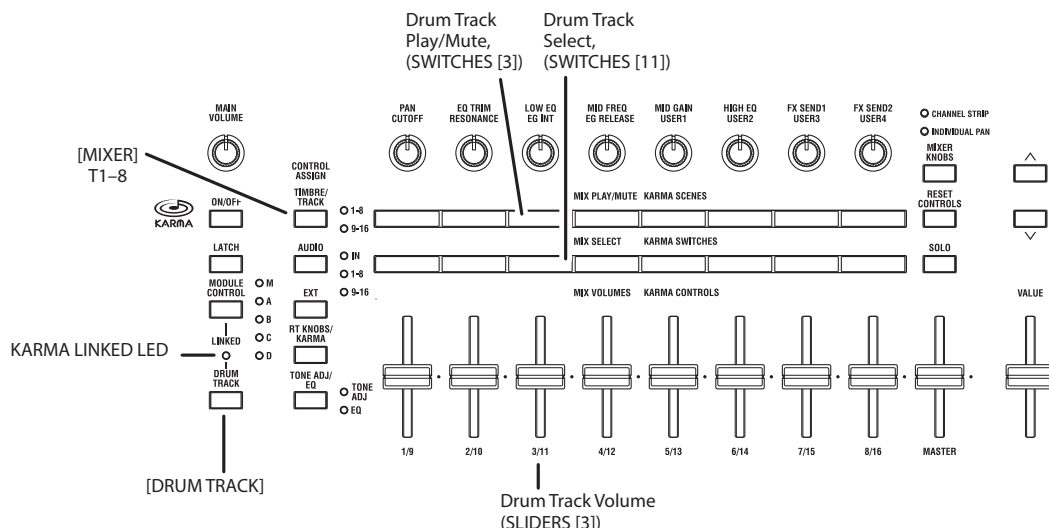 Drum Track
Play/Mute,
(SWITCHES [3])
Drum Track
Select,
(SWITCHES [11])
MAIN
VOLUME
PAN
CUTOFF
EQ TRIM
RESONANCE
LOW EQ
EG INT
MID FREQ
EG RELEASE
MID GAIN
USER1
HIGH EQ
USER2
FX SEND1
USER3
FX SEND2
USER4
CHANNEL STRIP
INDIVIDUAL PAN
MIXER
KNOBS
[MIXER]
T1–8
CONTROL
ASSIGN
TIMBRE/
TRACK
1-8
9-16
MIX PLAY/MUTE KARMA SCENES
RESET
CONTROLS
KARMA
ON/OFF
LATCH
AUDIO
IN
1-8
9-16
MIX SELECT KARMA SWITCHES
SOLO
MODULE
CONTROL
M
A
B
C
D
EXT
MIX VOLUMES KARMA CONTROLS
VALUE
RT KNOBS/
KARMA
KARMA LINKED LED
LINKED
DRUM
TRACK
TONE ADJ/
EQ
TONE
ADJ
EQ
1/9
2/10
3/11
4/12
5/13
6/14
7/15
8/16
MASTER
[DRUM TRACK]
Drum Track Volume
(SLIDERS [3])